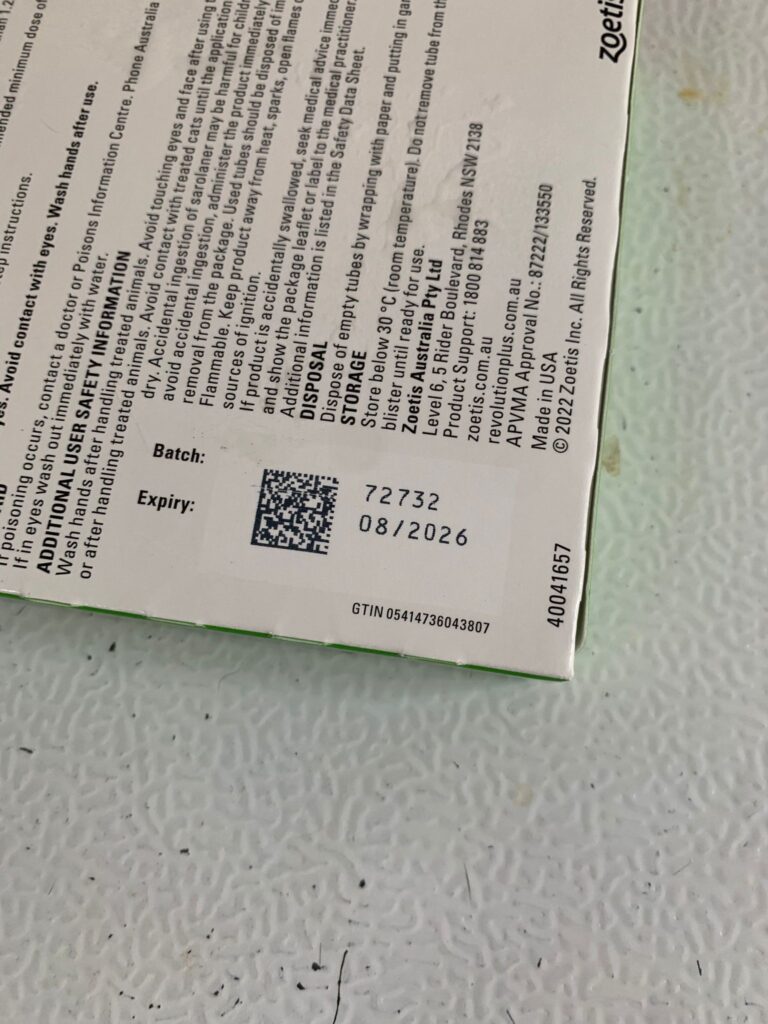 than 1.2
ended minimum dose of
instructions.
Avoid contact with eyes. Wash hands after use.
If poisoning occurs, contact a doctor or Poisons Information Centre. Phone Australia
If in eyes wash out immediately with water.
ADDITIONAL USER SAFETY INFORMATION
Wash hands after handling treated animals. Avoid touching eyes and face after using
or after handling treated animals. Avoid contact with treated cats until the application
dry. Accidental ingestion of sarolaner may be harmful for
avoid accidental ingestion, administer the product immediately
removal from the package. Used tubes should be disposed of
Flammable. Keep product away from heat, sparks, open flames
sources of ignition.
If product is accidentally swallowed, seek medical advice
and show the package leaflet or label to the medical practitioner.
Additional information is listed in the Safety Data Sheet.
DISPOSAL
Dispose of empty tubes by wrapping with paper and putting in
STORAGE
Store below 30 °C (room temperature). Do not remove tube from
blister until ready for use.
Zoetis Australia Pty Ltd
Level 6, 5 Rider Boulevard, Rhodes NSW 2138
Product Support: 1800 814 883
zoetis.com.au
revolutionplus.com.au
APVMA Approval No.: 87222/133550
Made in USA
© 2022 Zoetis Inc. All Rights Reserved.
zoetis
Batch: 72732
Expiry: 08/2026
GTIN 05414736043807
40041657